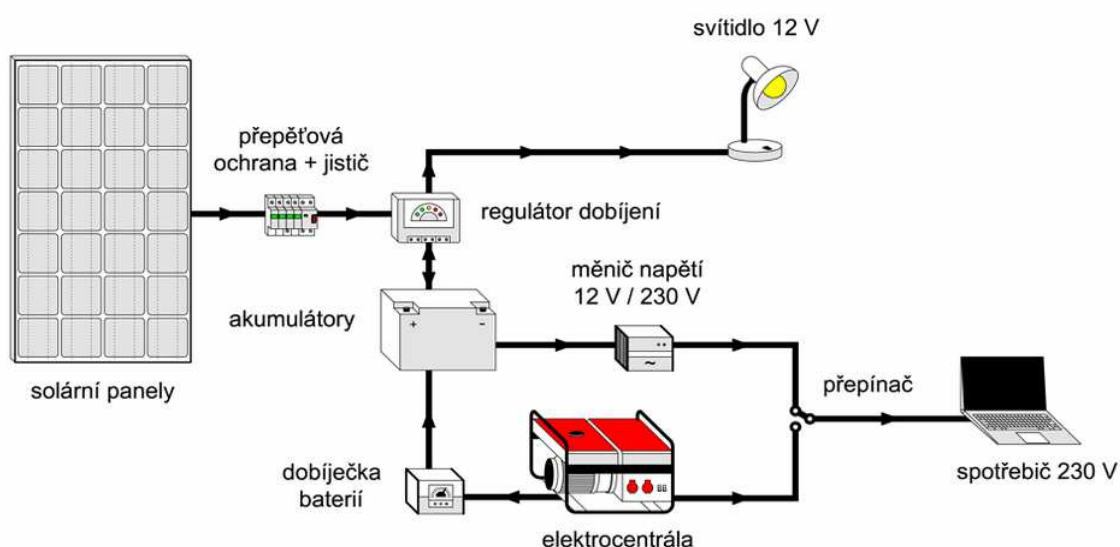 svítidlo 12 V
přepěťová
ochrana + jistič
regulátor dobíjení
měnič napětí
12 V / 230 V
akumulátory
+ -
~
solární panely
přepínač
dobíječka
baterií
spotřebič 230 V
elektrocentrála